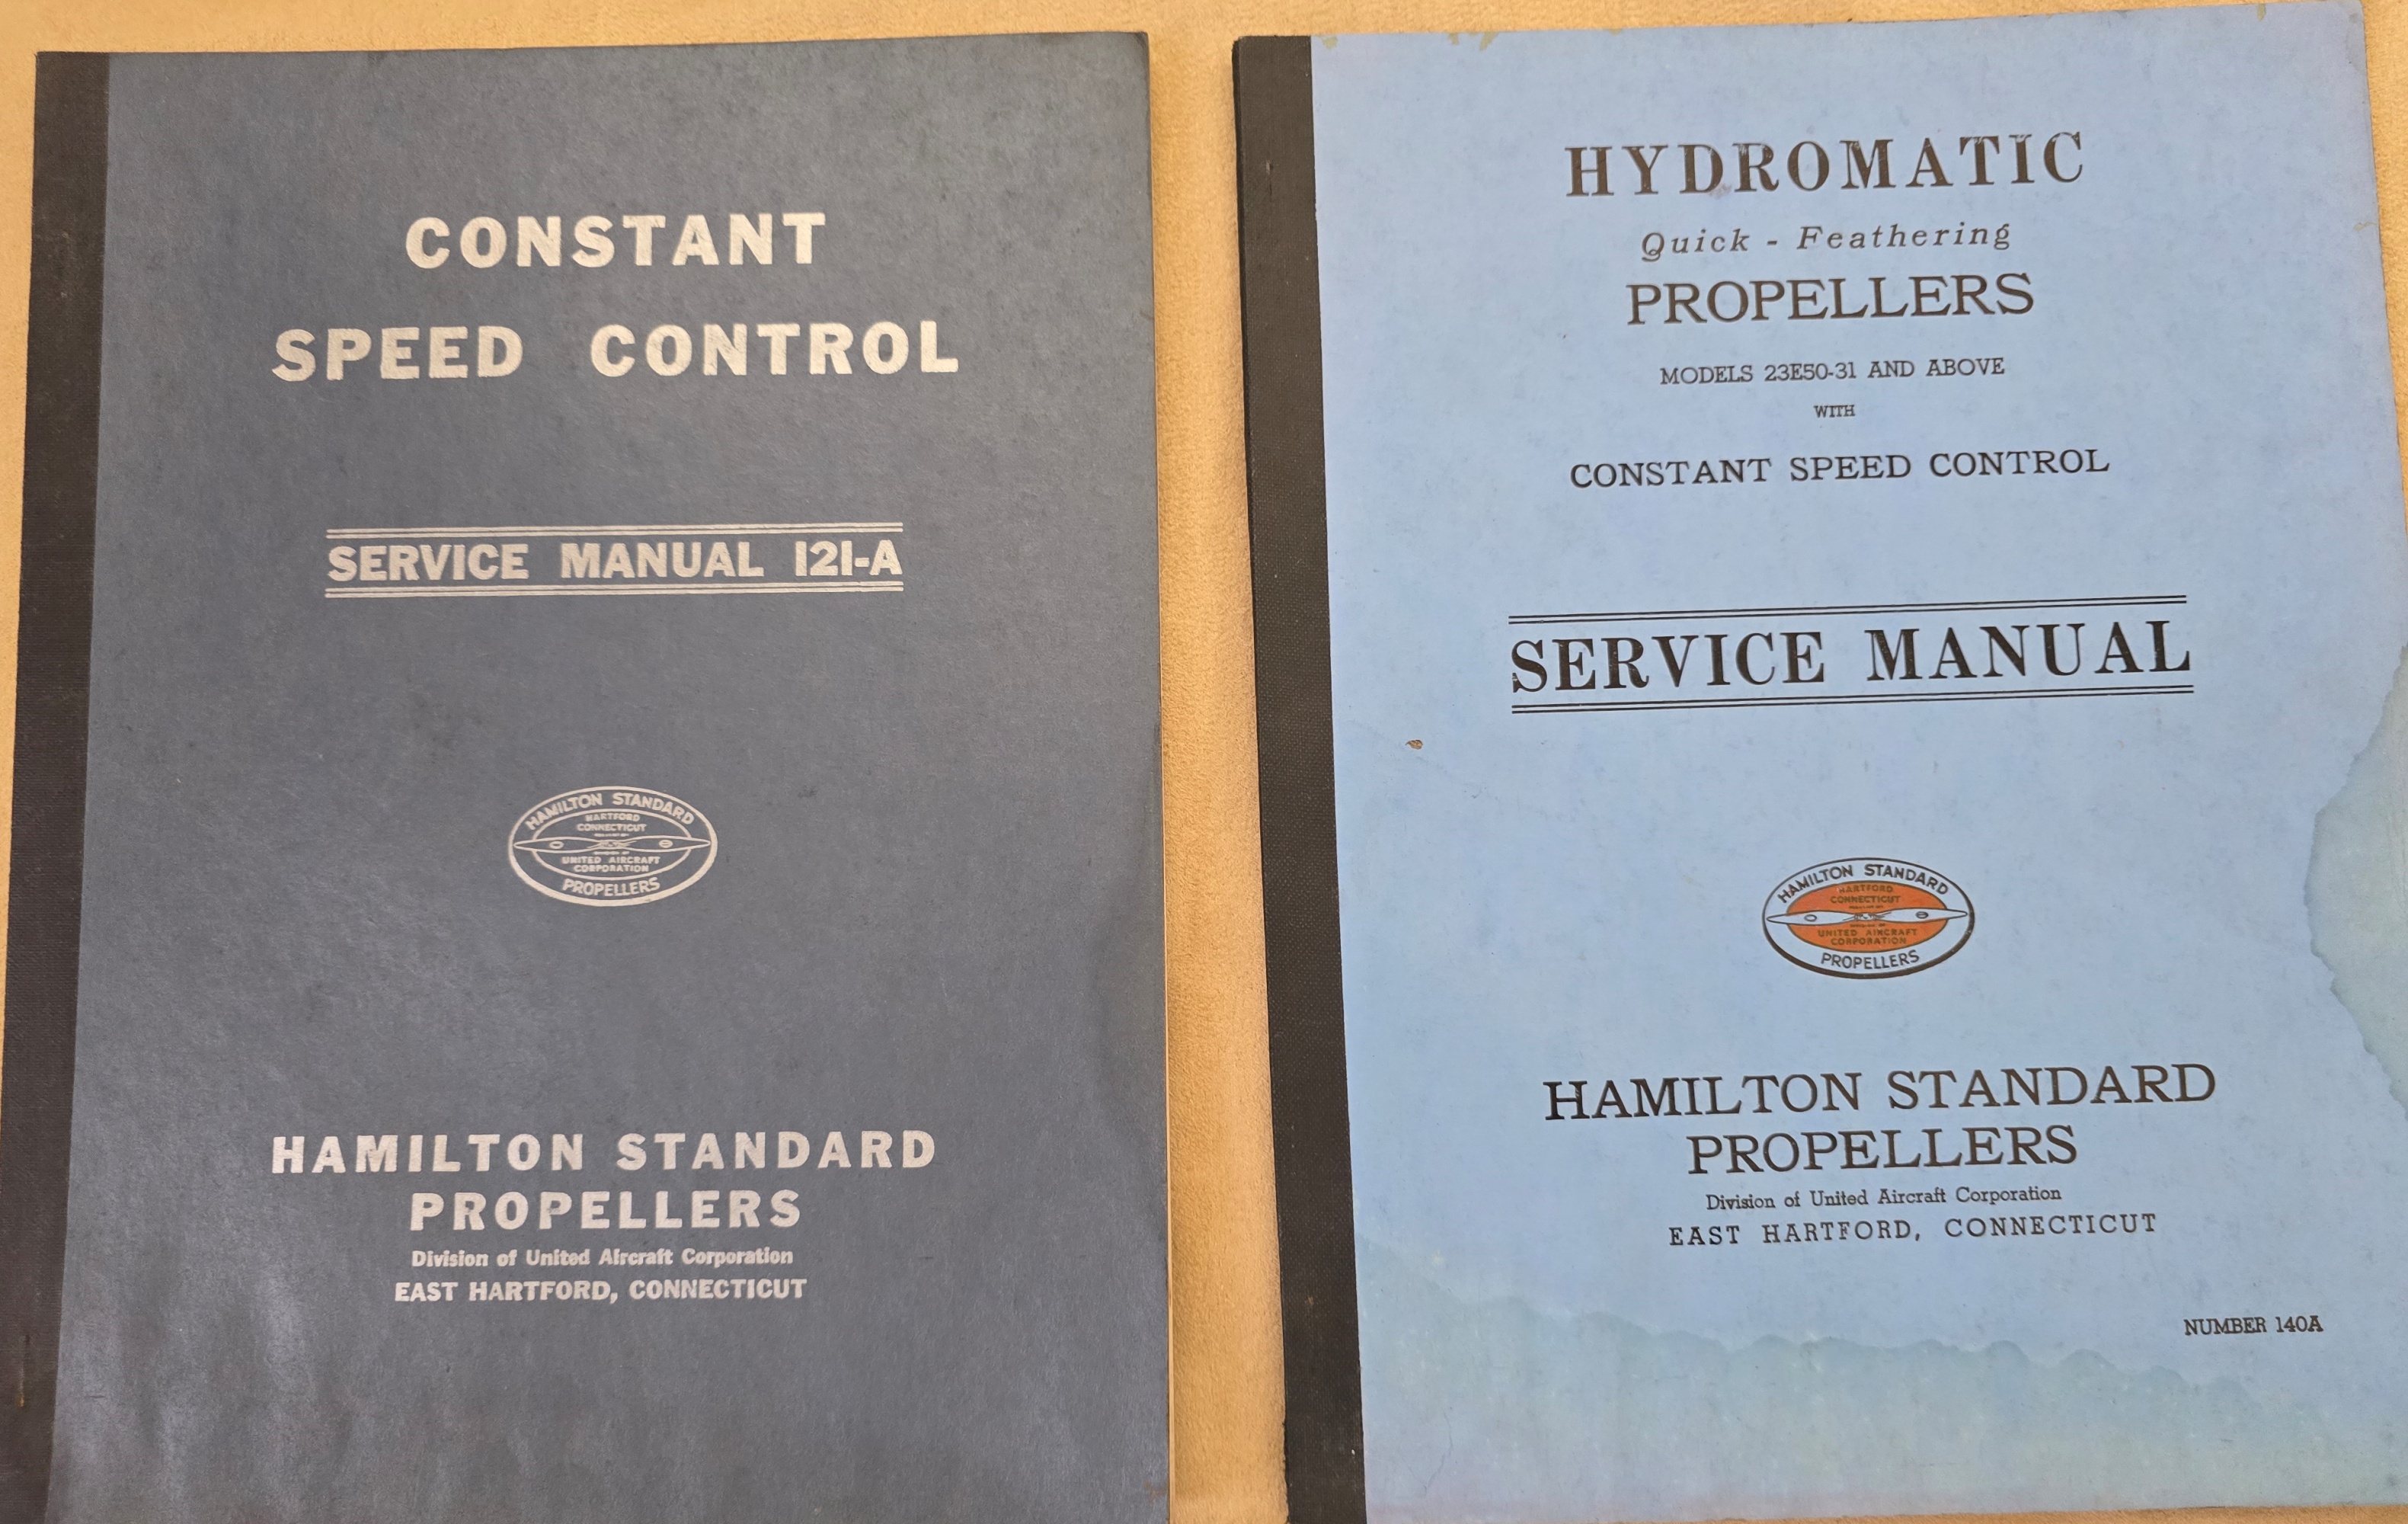 CONSTANT
SPEED CONTROL
SERVICE MANUAL 121-A
HAMILTON STANDARD
HARTFORD
CONNECTICUT
UNITED AIRCRAFT
CORPORATION
PROPELLERS
HAMILTON STANDARD
PROPELLERS
Division of United Aircraft Corporation
EAST HARTFORD, CONNECTICUT
HYDROMATIC
Quick - Feathering
PROPELLERS
MODELS 23E50-31 AND ABOVE
WITH
CONSTANT SPEED CONTROL
SERVICE MANUAL
HAMILTON STANDARD
HARTFORD
CONNECTICUT
UNITED AIRCRAFT
CORPORATION
PROPELLERS
HAMILTON STANDARD
PROPELLERS
Division of United Aircraft Corporation
EAST HARTFORD, CONNECTICUT
NUMBER 140A